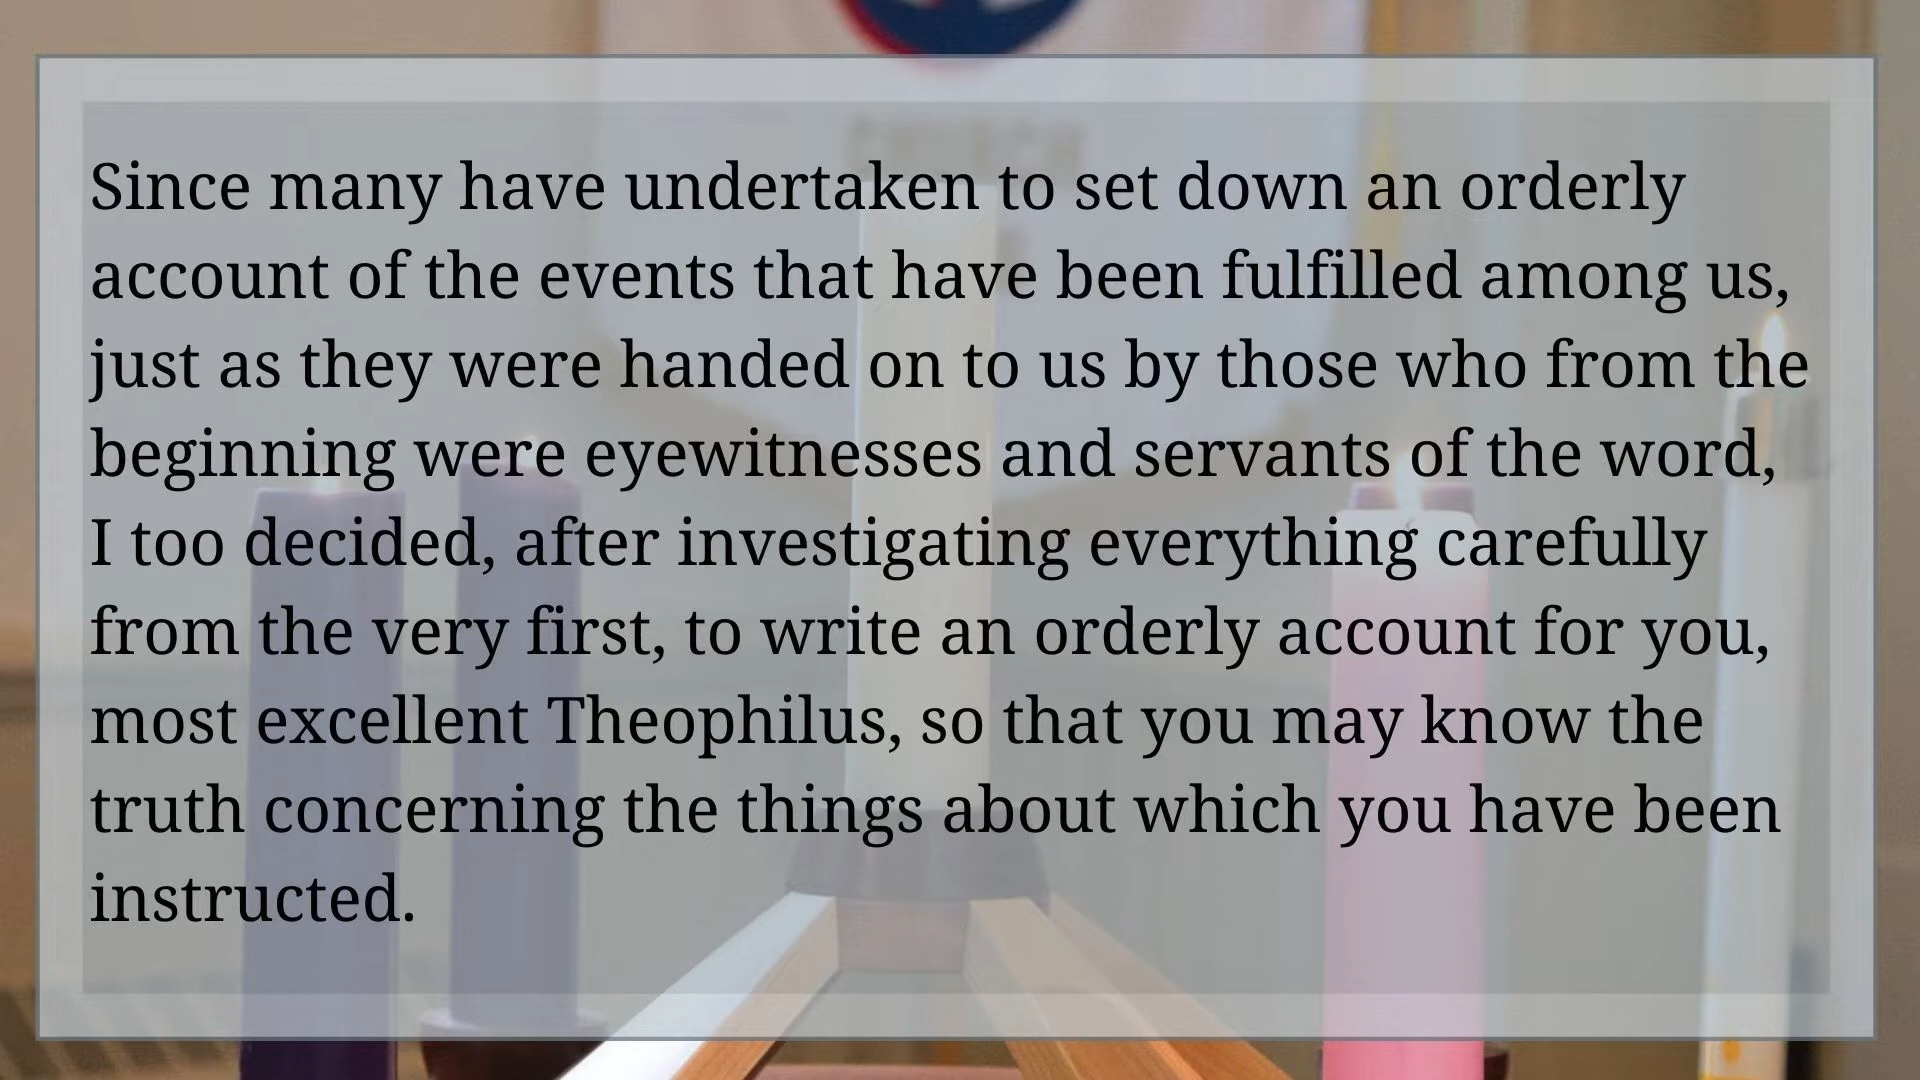 CHURCH
Since many have undertaken to set down an orderly
account of the events that have been fulfilled among us,
just as they were handed on to us by those who from the
beginning were eyewitnesses and servants of the word,
I too decided, after investigating everything carefully
from the very first, to write an orderly account for you,
most excellent Theophilus, so that you may know the
truth concerning the things about which you have been
instructed.